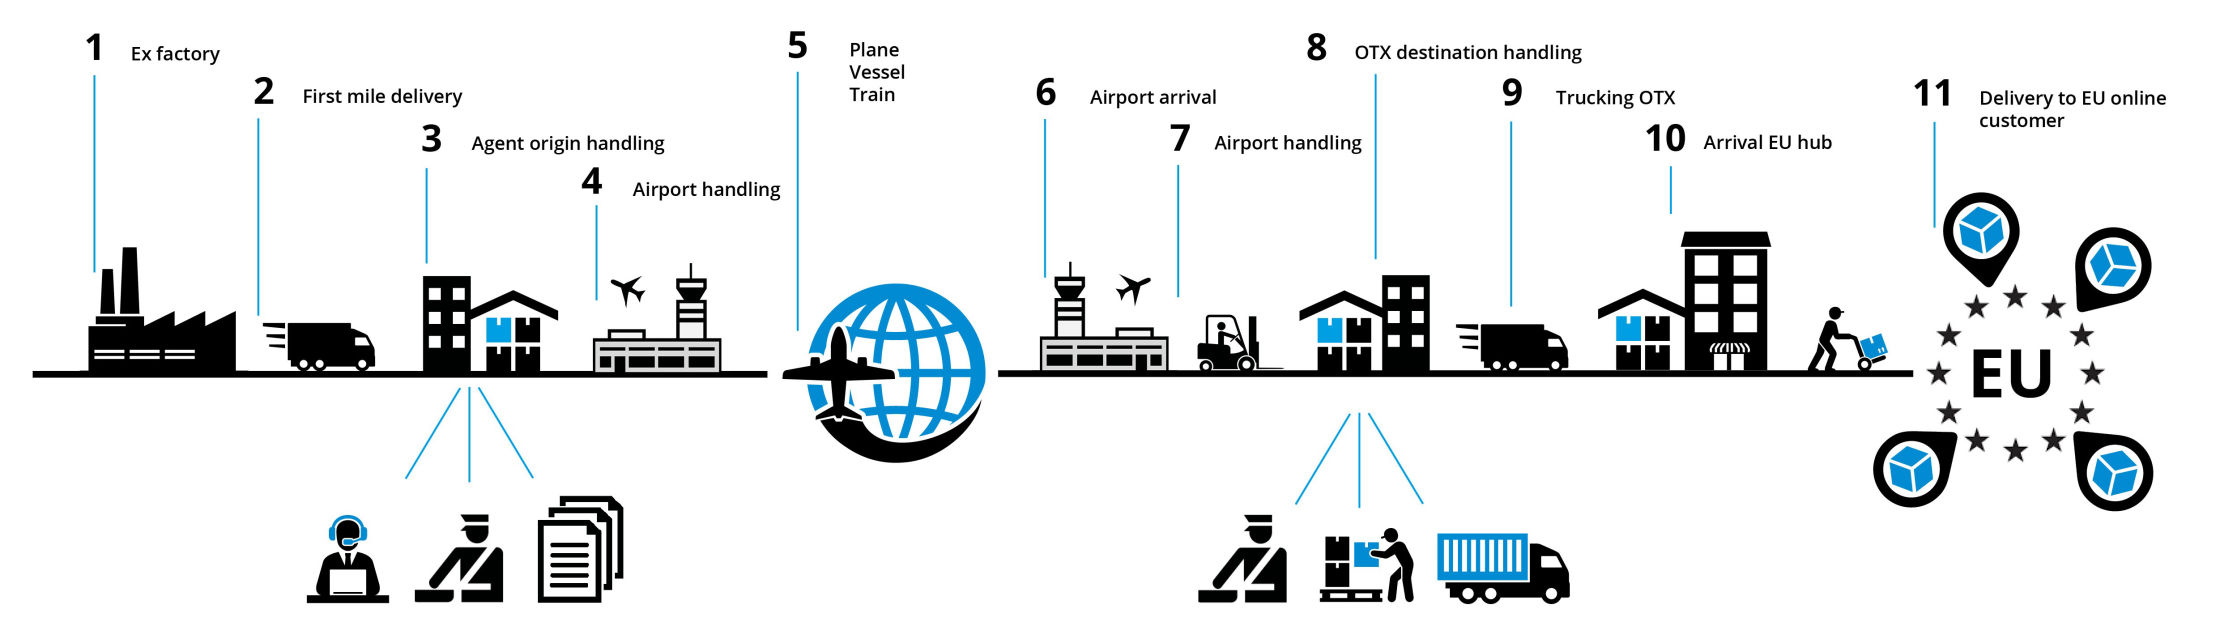 1 Ex factory
2 First mile delivery
3 Agent origin handling
4 Airport handling
5 Plane
Vessel
Train
6 Airport arrival
7 Airport handling
8 OTX destination handling
9 Trucking OTX
10 Arrival EU hub
11 Delivery to EU online
customer
EU